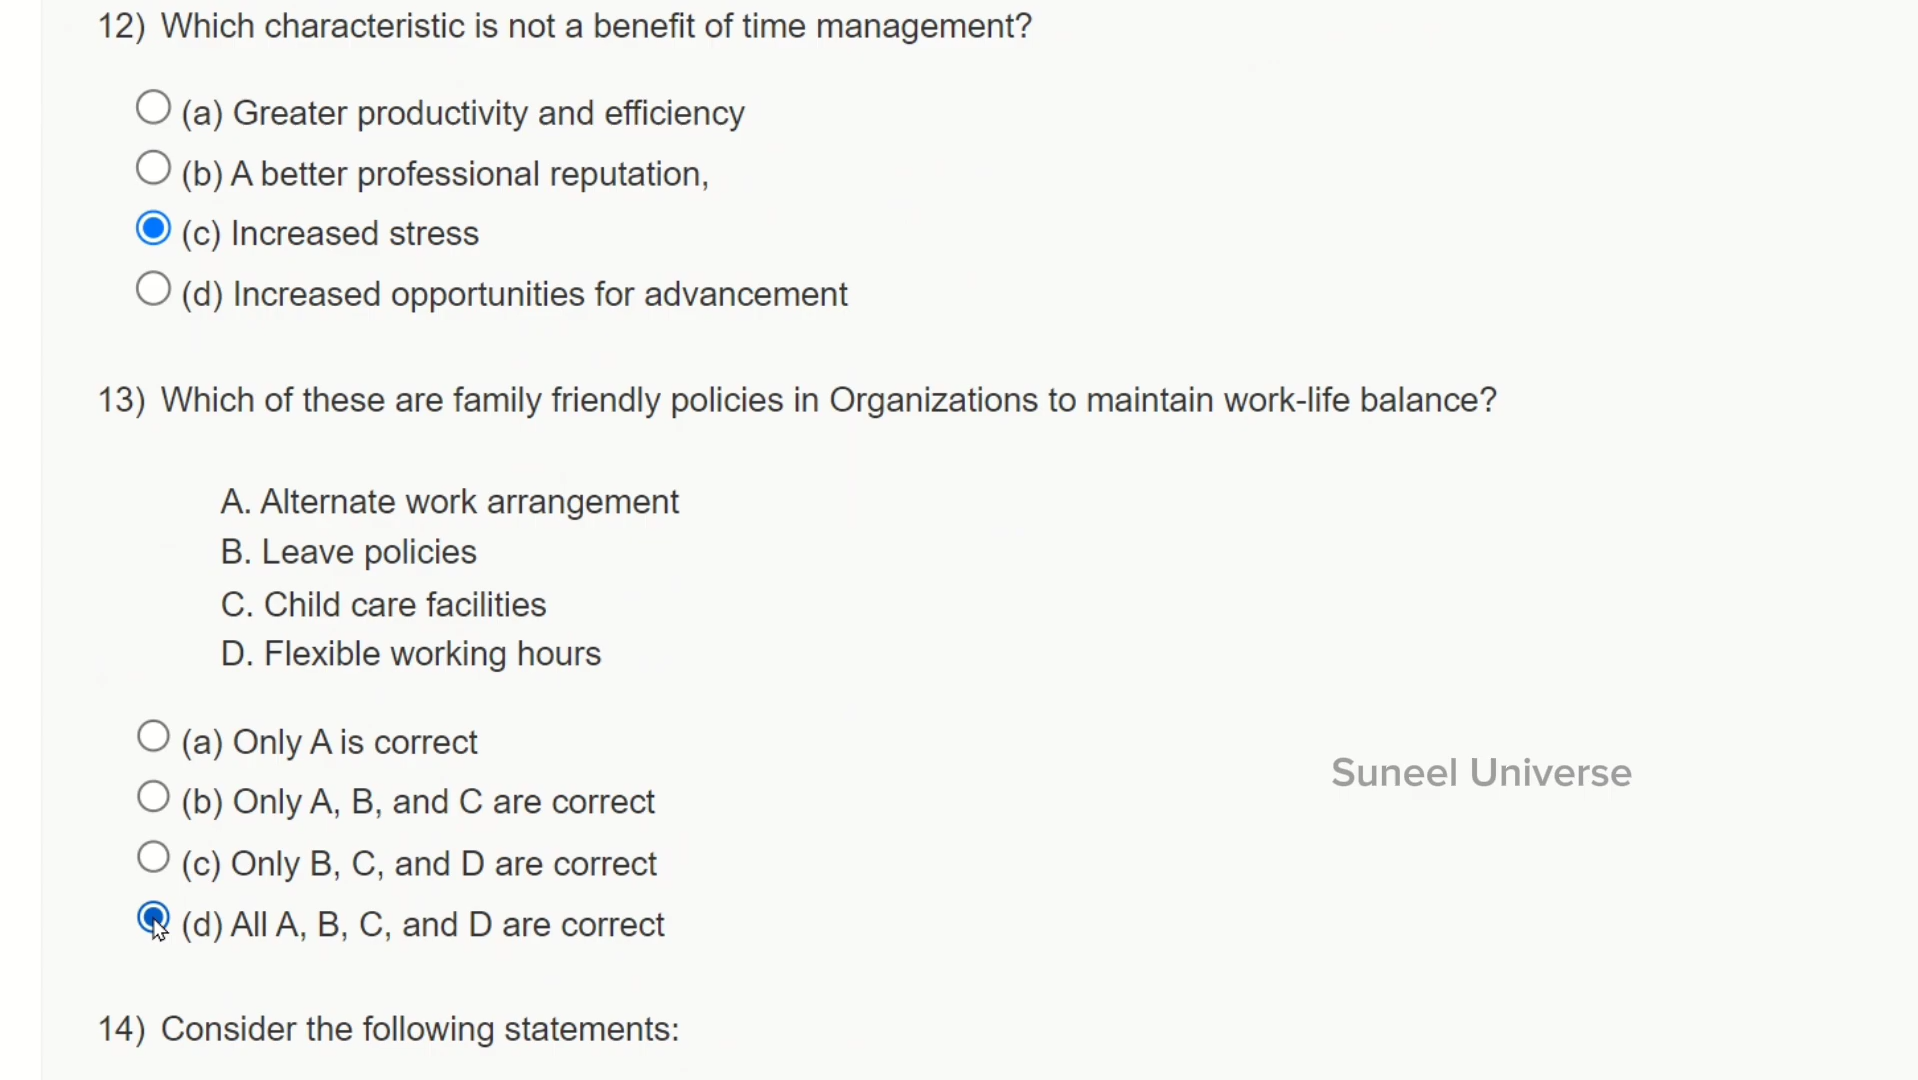 12) Which characteristic is not a benefit of time management?
(a) Greater productivity and efficiency
(b) A better professional reputation,
(c) Increased stress
(d) Increased opportunities for advancement
13) Which of these are family friendly policies in Organizations to maintain work-life balance?
A. Alternate work arrangement
B. Leave policies
C. Child care facilities
D. Flexible working hours
(a) Only A is correct
Suneel Universe
(b) Only A, B, and C are correct
(c) Only B, C, and D are correct
(d) All A, B, C, and D are correct
14) Consider the following statements: